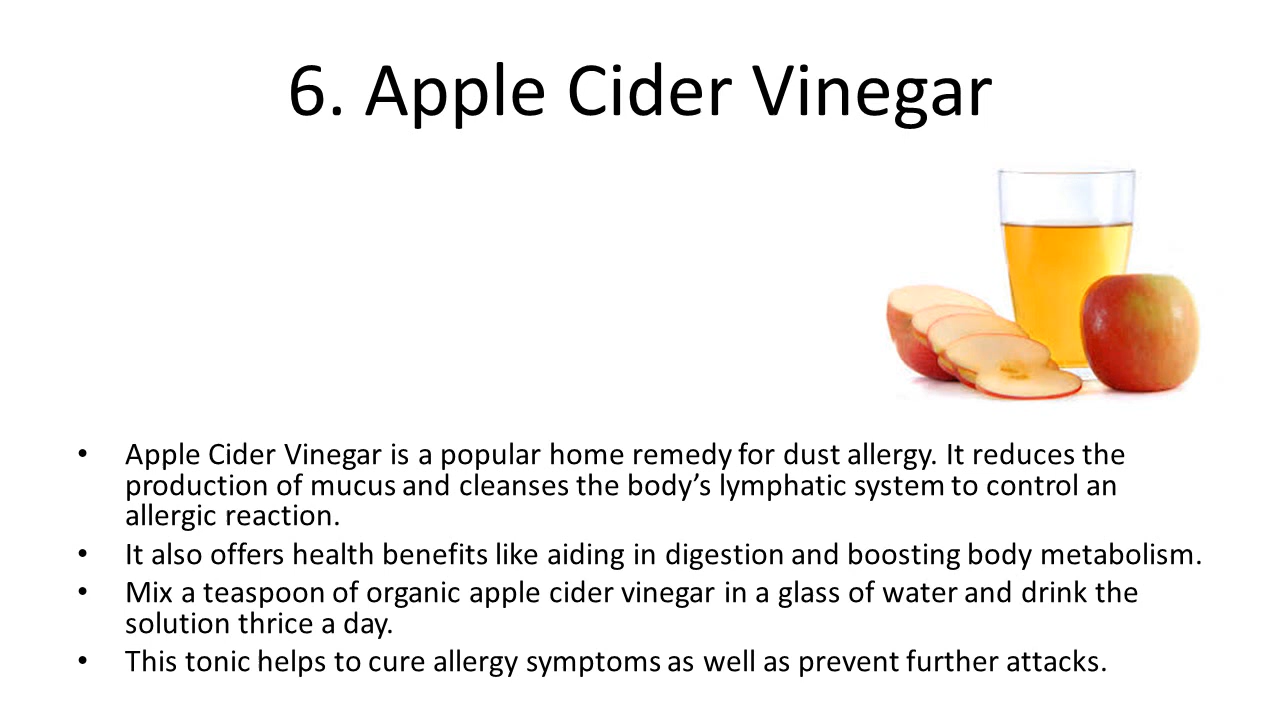 6. Apple Cider Vinegar
• Apple Cider Vinegar is a popular home remedy for dust allergy. It reduces the
production of mucus and cleanses the body’s lymphatic system to control an
allergic reaction.
• It also offers health benefits like aiding in digestion and boosting body metabolism.
• Mix a teaspoon of organic apple cider vinegar in a glass of water and drink the
solution thrice a day.
• This tonic helps to cure allergy symptoms as well as prevent further attacks.